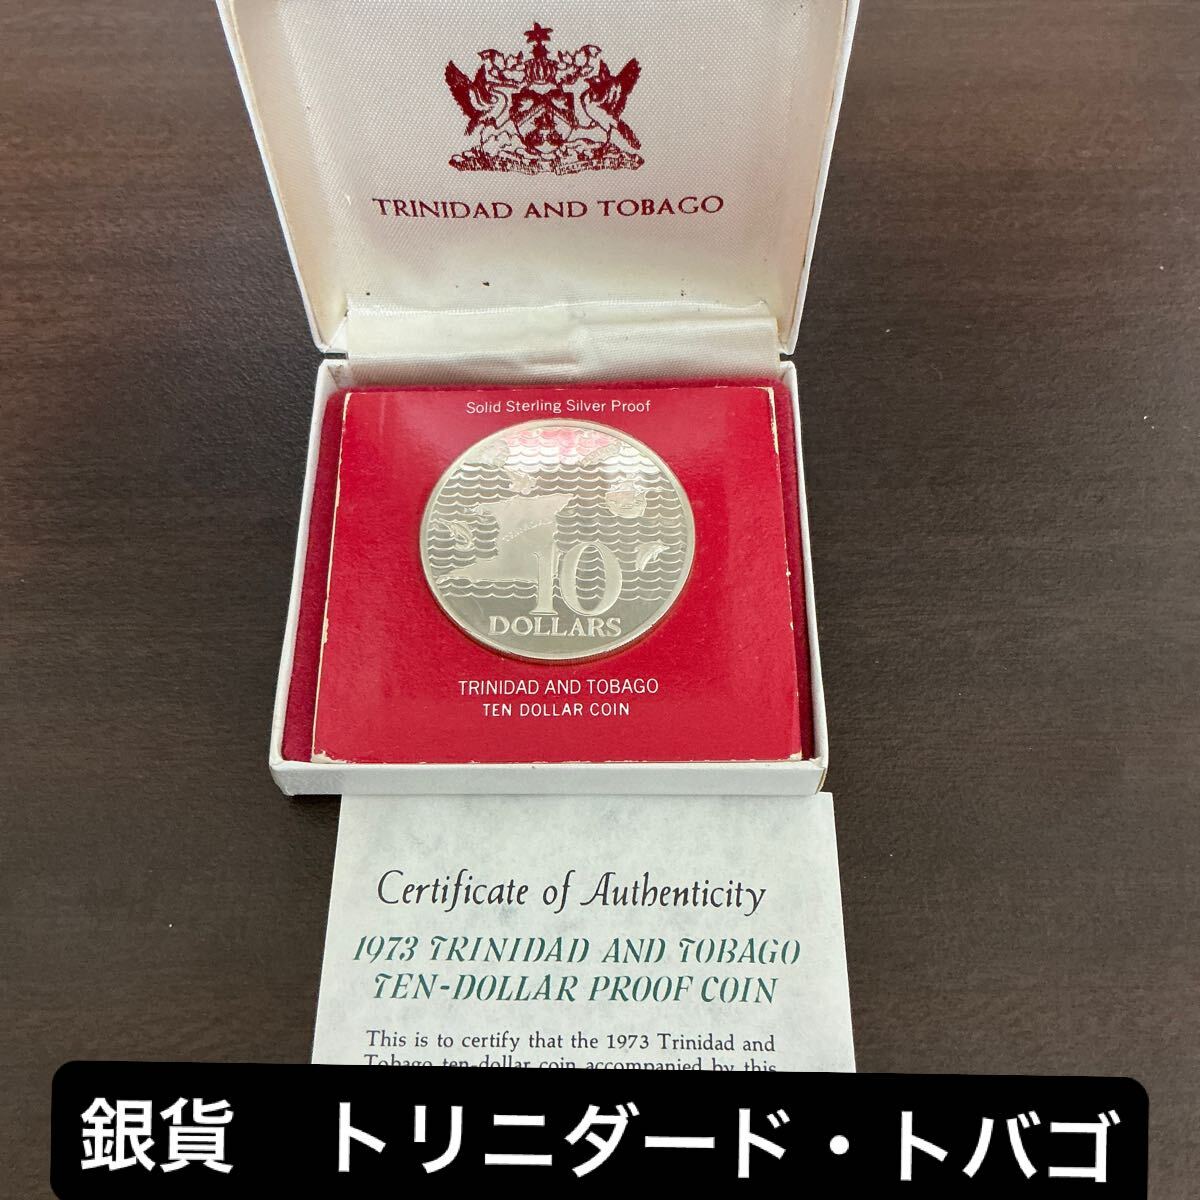 TRINIDAD AND TOBAGO
Solid Sterling Silver Proof
TRINIDAD
10
DOLLARS
TRINIDAD AND TOBAGO
TEN DOLLAR COIN
Certificate of Authenticity
1973 TRINIDAD AND TOBAGO
TEN-DOLLAR PROOF COIN
This is to certify that the 1973 Trinidad and
Tobago ten-dollar coin accompanied by this
銀貨　トリニダード・トバゴ